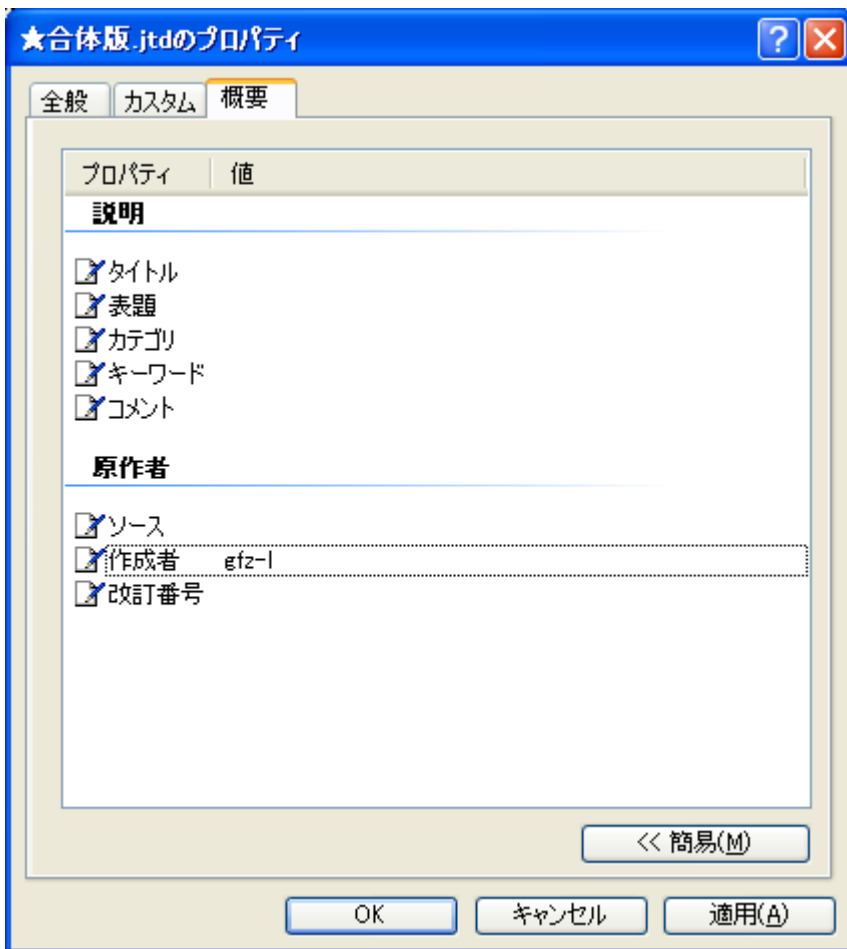 ★合体版.jtdのプロパティ
全般 カスタム 概要
プロパティ 値
説明
タイトル
表題
カテゴリ
キーワード
コメント
原作者
ソース
作成者 gfz-l
改訂番号
<< 簡易(M)
OK キャンセル 適用(A)